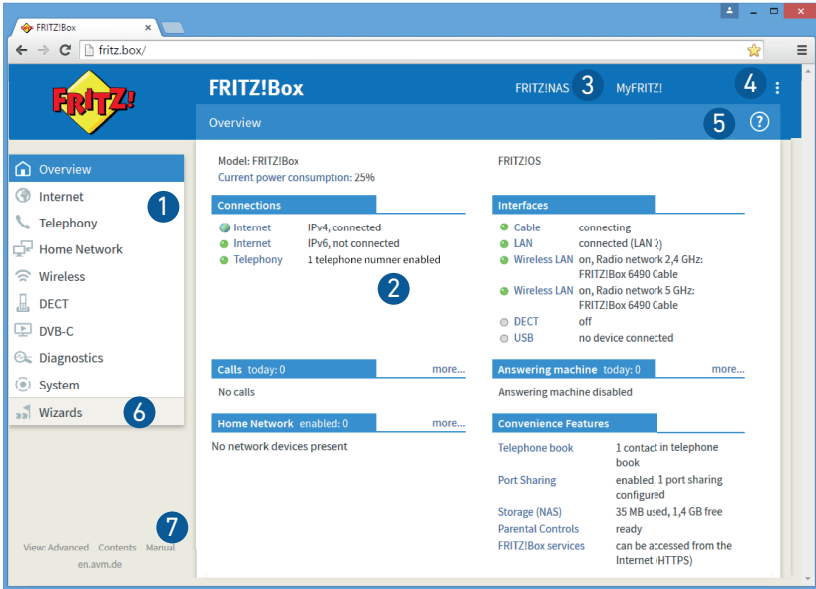 FRITZ!Box
fritz.box/
FRITZ!
FRITZ!Box
FRITZ!NAS 3 MyFRITZ! 4
Overview 5 ?
Overview
Internet
1
Telephony
Home Network
Wireless
DECT
DVB-C
Diagnostics
System
Wizards 6
7
View: Advanced Contents Manual
en.avm.de
Model: FRITZ!Box
Current power consumption: 25%
FRITZ!OS
Connections
Internet IPv4, connected
Internet IPv6, not connected
Telephony 1 telephone numner enabled
2
Interfaces
Cable connecting
LAN connected (LAN 2)
Wireless LAN on, Radio network 2,4 GHz:
FRITZ!Box 6490 Cable
Wireless LAN on, Radio network 5 GHz:
FRITZ!Box 6490 Cable
DECT off
USB no device connected
Calls today: 0 more...
No calls
Answering machine today: 0 more...
Answering machine disabled
Home Network enabled: 0 more...
No network devices present
Convenience Features
Telephone book 1 contact in telephone
book
Port Sharing enabled, 1 port sharing
configured
Storage (NAS) 35 MB used, 1,4 GB free
Parental Controls ready
FRITZ!Box services can be accessed from the
Internet (HTTPS)